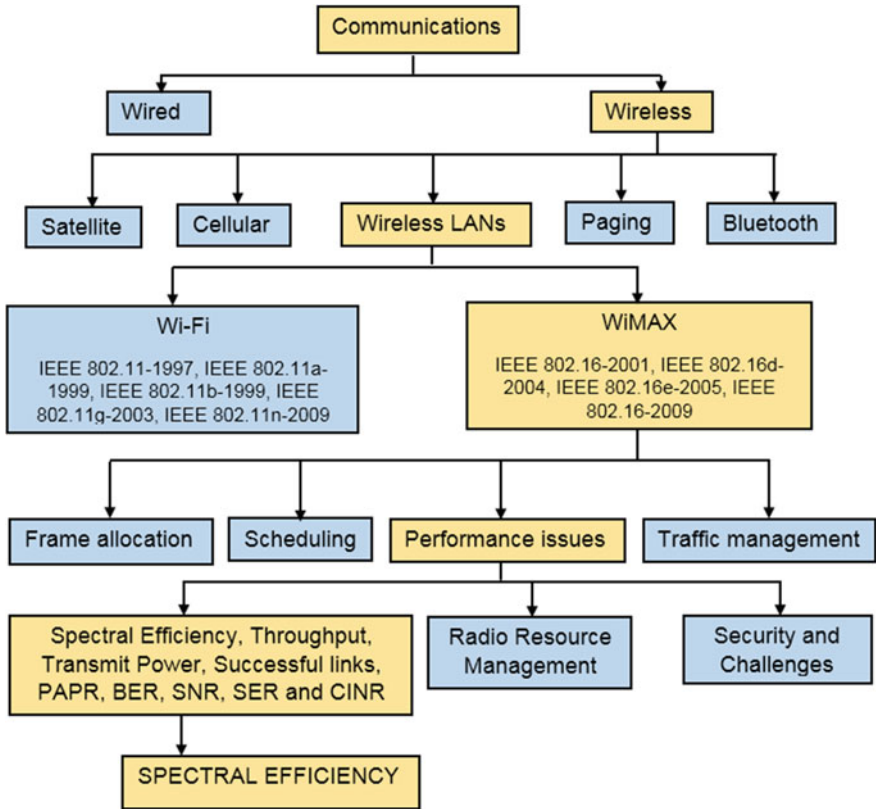 Communications
Wired
Wireless
Satellite
Cellular
Wireless LANs
Paging
Bluetooth
Wi-Fi
IEEE 802.11-1997, IEEE 802.11a-
1999, IEEE 802.11b-1999, IEEE
802.11g-2003, IEEE 802.11n-2009
WiMAX
IEEE 802.16-2001, IEEE 802.16d-
2004, IEEE 802.16e-2005, IEEE
802.16-2009
Frame allocation
Scheduling
Performance issues
Traffic management
Spectral Efficiency, Throughput,
Transmit Power, Successful links,
PAPR, BER, SNR, SER and CINR
Radio Resource
Management
Security and
Challenges
SPECTRAL EFFICIENCY